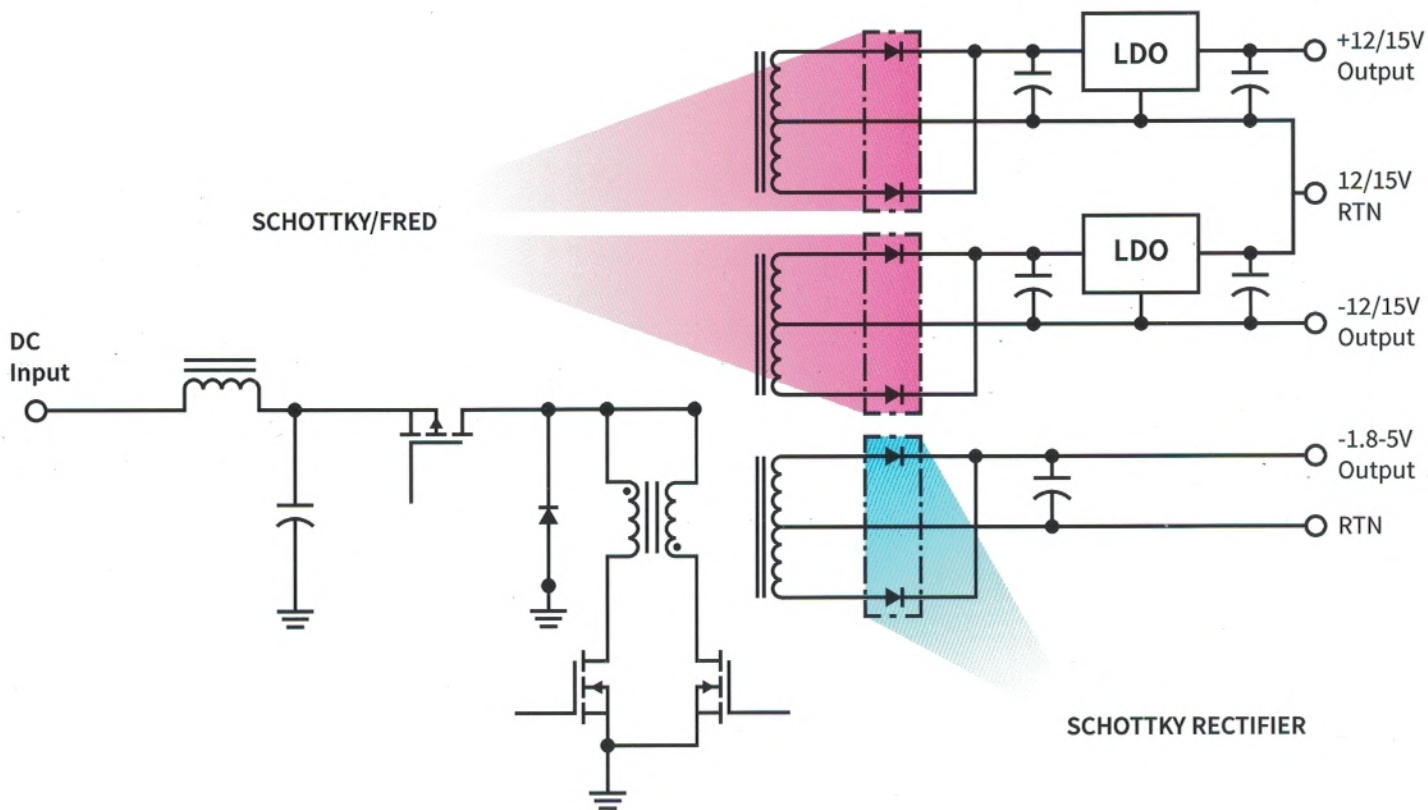 LDO
+12/15V
Output
12/15V
RTN
SCHOTTKY/FRED
LDO
-12/15V
Output
DC
Input
-1.8-5V
Output
RTN
SCHOTTKY RECTIFIER